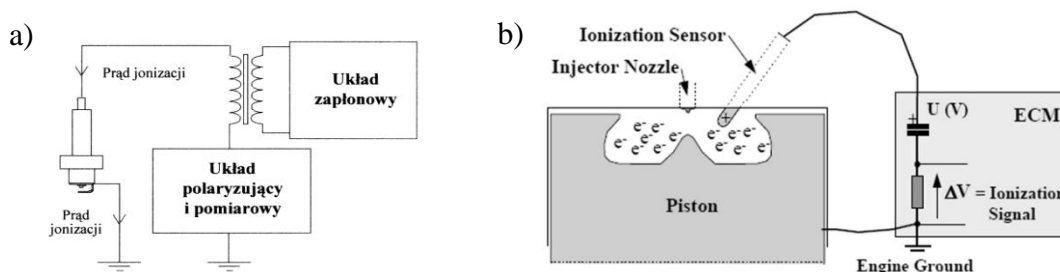 a)
Prąd jonizacji
Układ
zapłonowy
Układ
polaryzujący
i pomiarowy
Prąd
jonizacji
b)
Ionization Sensor
Injector Nozzle
U (V)
ECM
+
e⁻ e⁻ e⁻ e⁻ e⁻ e⁻ e⁻
+
e⁻ e⁻ e⁻ e⁻ e⁻ e⁻ e⁻
Piston
ΔV = Ionization
Signal
Engine Ground